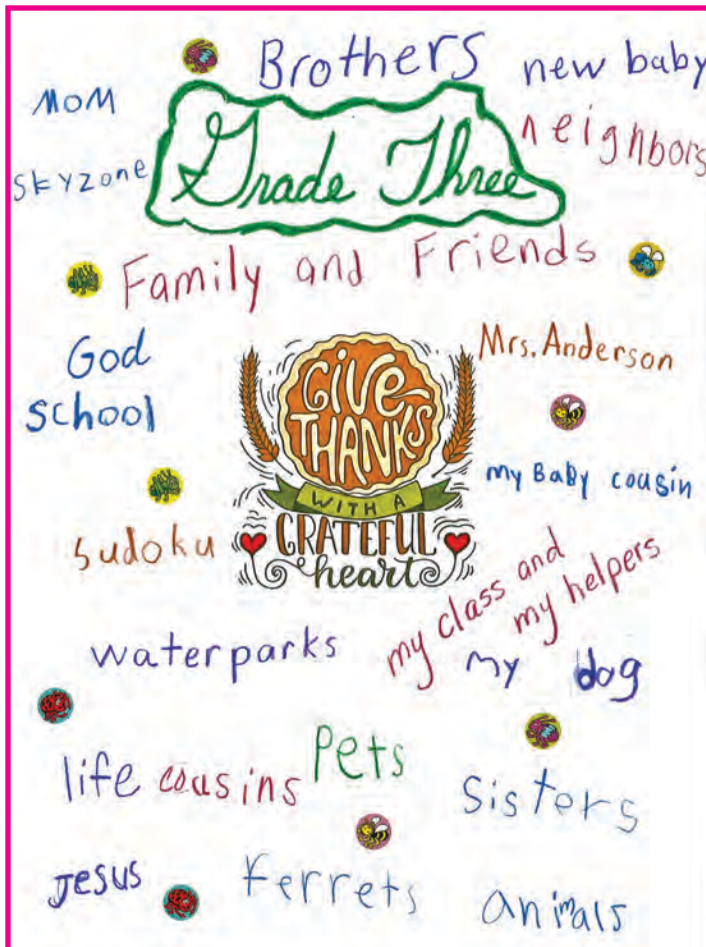 Brothers
new baby
MOM
neighbors
Grade Three
Skyzone
Family and Friends
God
Mrs. Anderson
school
GIVE
THANKS
WITH A
GRATEFUL
heart
my Baby cousin
sudoku
my class and
my helpers
waterparks
my dog
life
cousins
Pets
Sisters
Jesus
Ferrets
animals